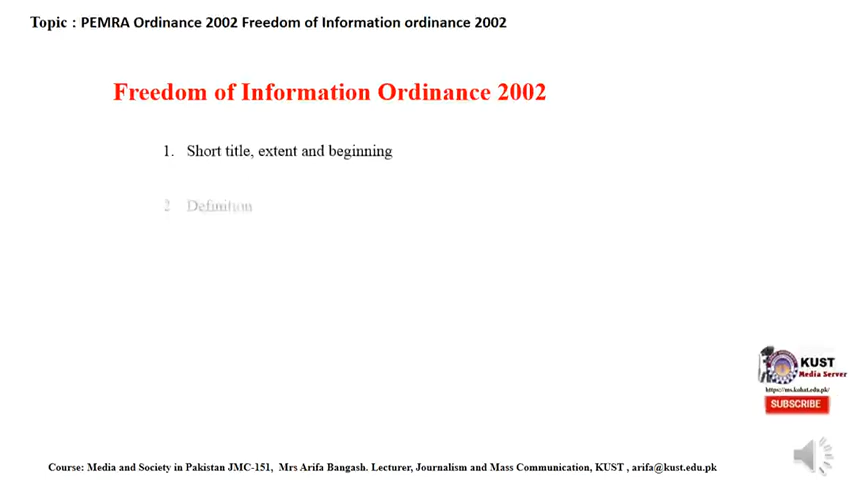 Topic : PEMRA Ordinance 2002 Freedom of Information ordinance 2002
Freedom of Information Ordinance 2002
1. Short title, extent and beginning
2 Definition
KUST
Media Server
https://ms.kohat.edu.pk/
SUBSCRIBE
Course: Media and Society in Pakistan JMC-151, Mrs Arifa Bangash. Lecturer, Journalism and Mass Communication, KUST , arifa@kust.edu.pk